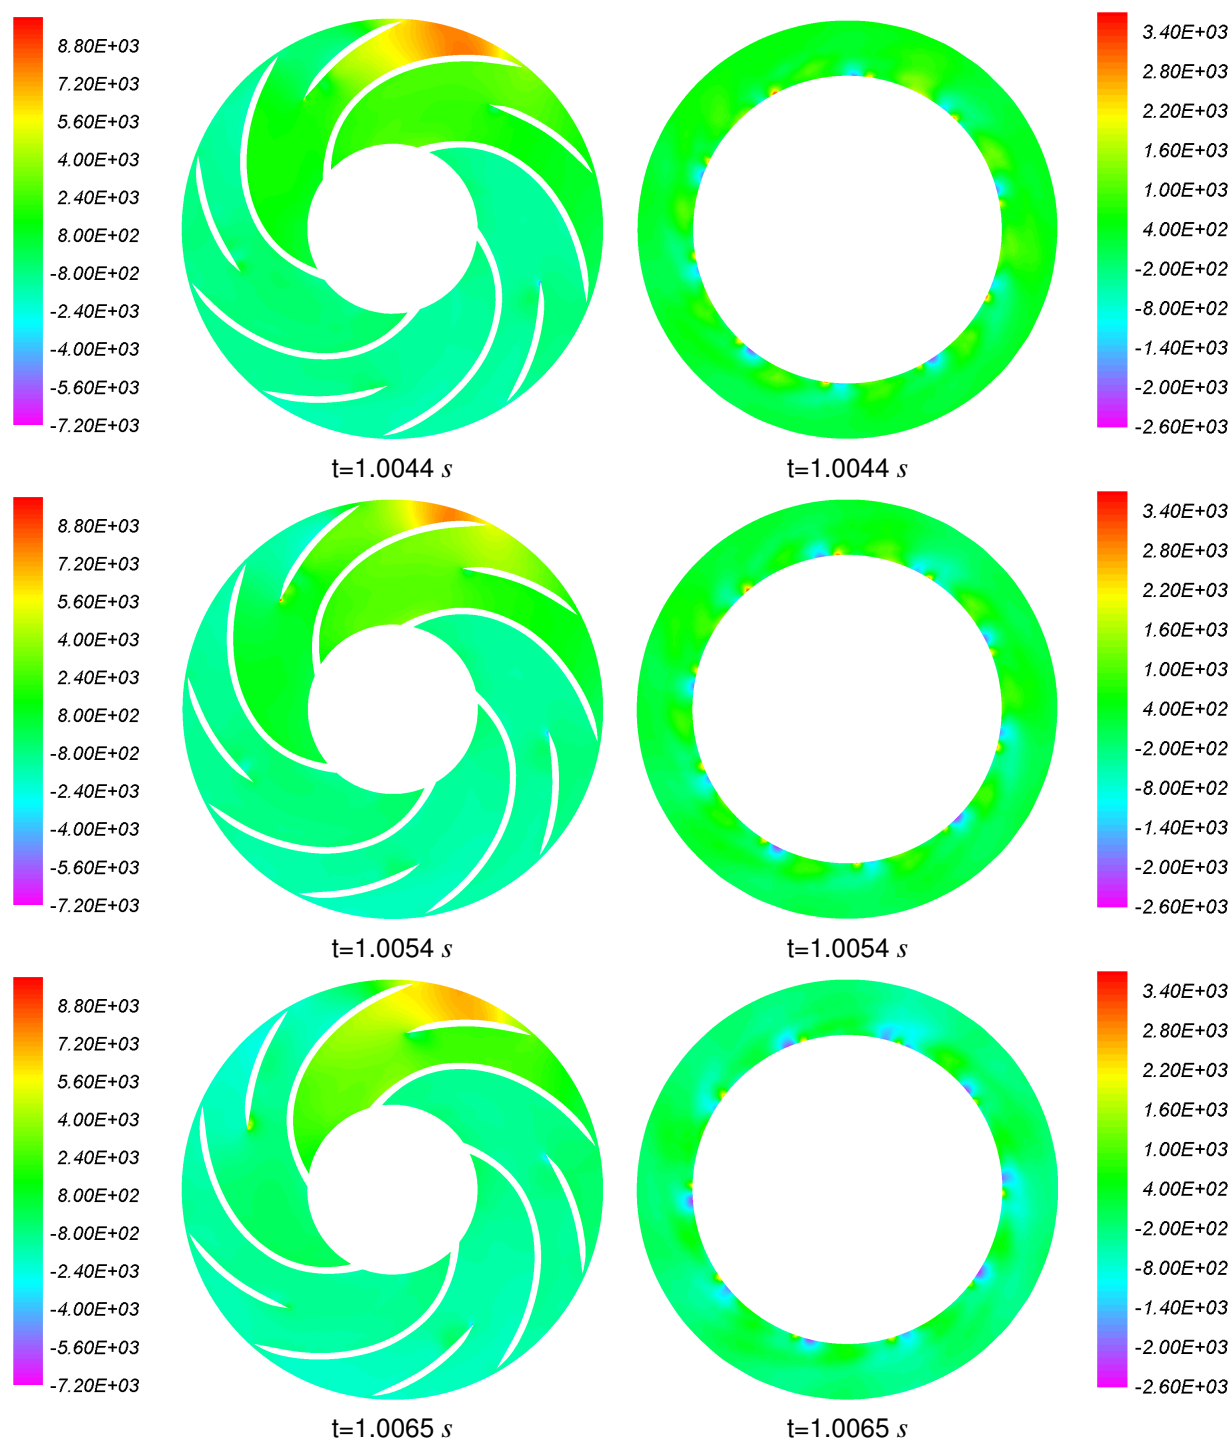 8.80E+03
7.20E+03
5.60E+03
4.00E+03
2.40E+03
8.00E+02
-8.00E+02
-2.40E+03
-4.00E+03
-5.60E+03
-7.20E+03
3.40E+03
2.80E+03
2.20E+03
1.60E+03
1.00E+03
4.00E+02
-2.00E+02
-8.00E+02
-1.40E+03
-2.00E+03
-2.60E+03
t=1.0044 s
t=1.0044 s
8.80E+03
7.20E+03
5.60E+03
4.00E+03
2.40E+03
8.00E+02
-8.00E+02
-2.40E+03
-4.00E+03
-5.60E+03
-7.20E+03
3.40E+03
2.80E+03
2.20E+03
1.60E+03
1.00E+03
4.00E+02
-2.00E+02
-8.00E+02
-1.40E+03
-2.00E+03
-2.60E+03
t=1.0054 s
t=1.0054 s
8.80E+03
7.20E+03
5.60E+03
4.00E+03
2.40E+03
8.00E+02
-8.00E+02
-2.40E+03
-4.00E+03
-5.60E+03
-7.20E+03
3.40E+03
2.80E+03
2.20E+03
1.60E+03
1.00E+03
4.00E+02
-2.00E+02
-8.00E+02
-1.40E+03
-2.00E+03
-2.60E+03
t=1.0065 s
t=1.0065 s